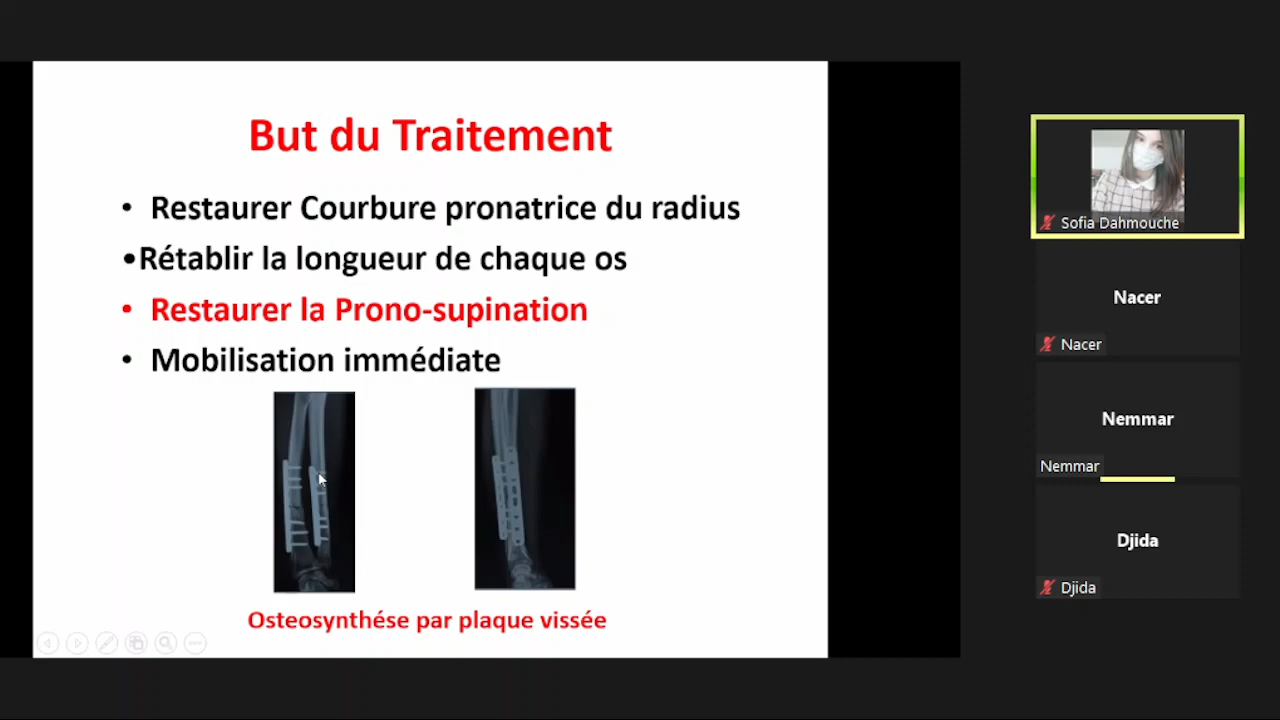 But du Traitement
• Restaurer Courbure pronatrice du radius
•Rétablir la longueur de chaque os
• Restaurer la Prono-supination
• Mobilisation immédiate
Osteosynthése par plaque vissée
Sofia Dahmouche
Nacer
Nacer
Nemmar
Nemmar
Djida
Djida